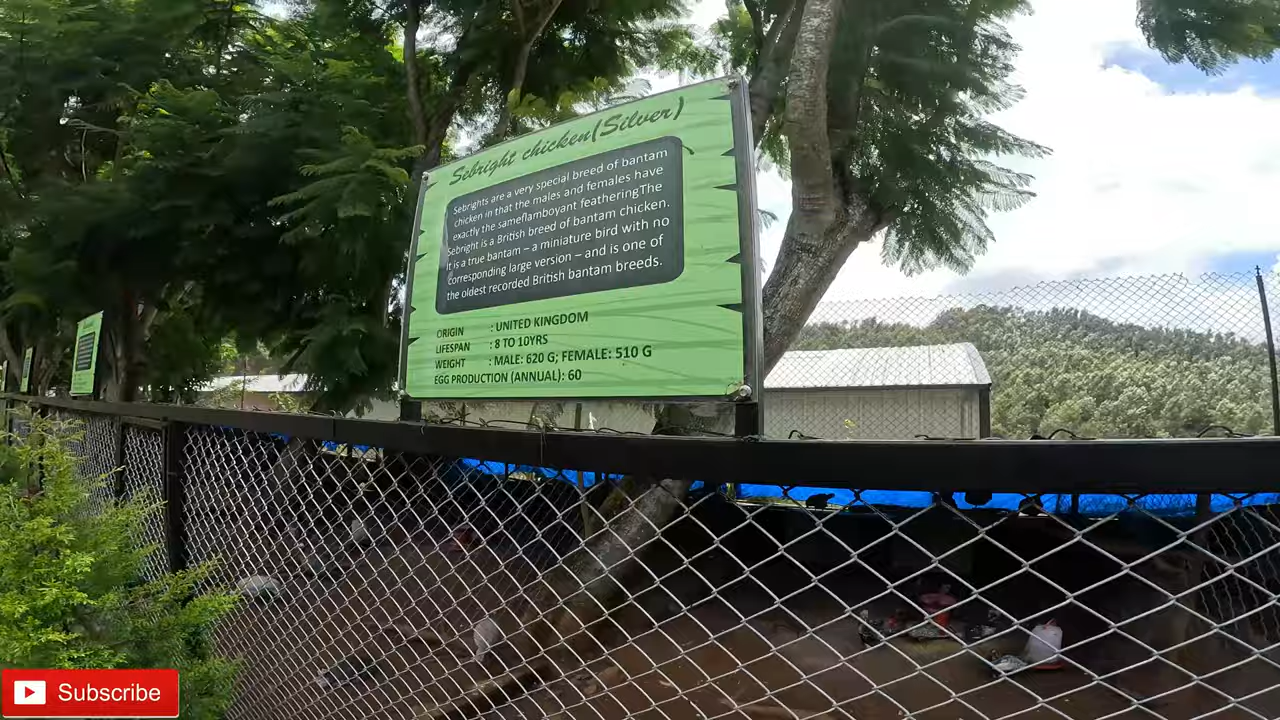 Sebright chicken(Silver)
Sebrights are a very special breed of bantam
chicken in that the males and females have
exactly the sameflamboyant featheringThe
Sebright is a British breed of bantam chicken.
It is a true bantam – a miniature bird with no
corresponding large version – and is one of
the oldest recorded British bantam breeds.
ORIGIN : UNITED KINGDOM
LIFESPAN : 8 TO 10YRS
WEIGHT : MALE: 620 G; FEMALE: 510 G
EGG PRODUCTION (ANNUAL): 60
Subscribe